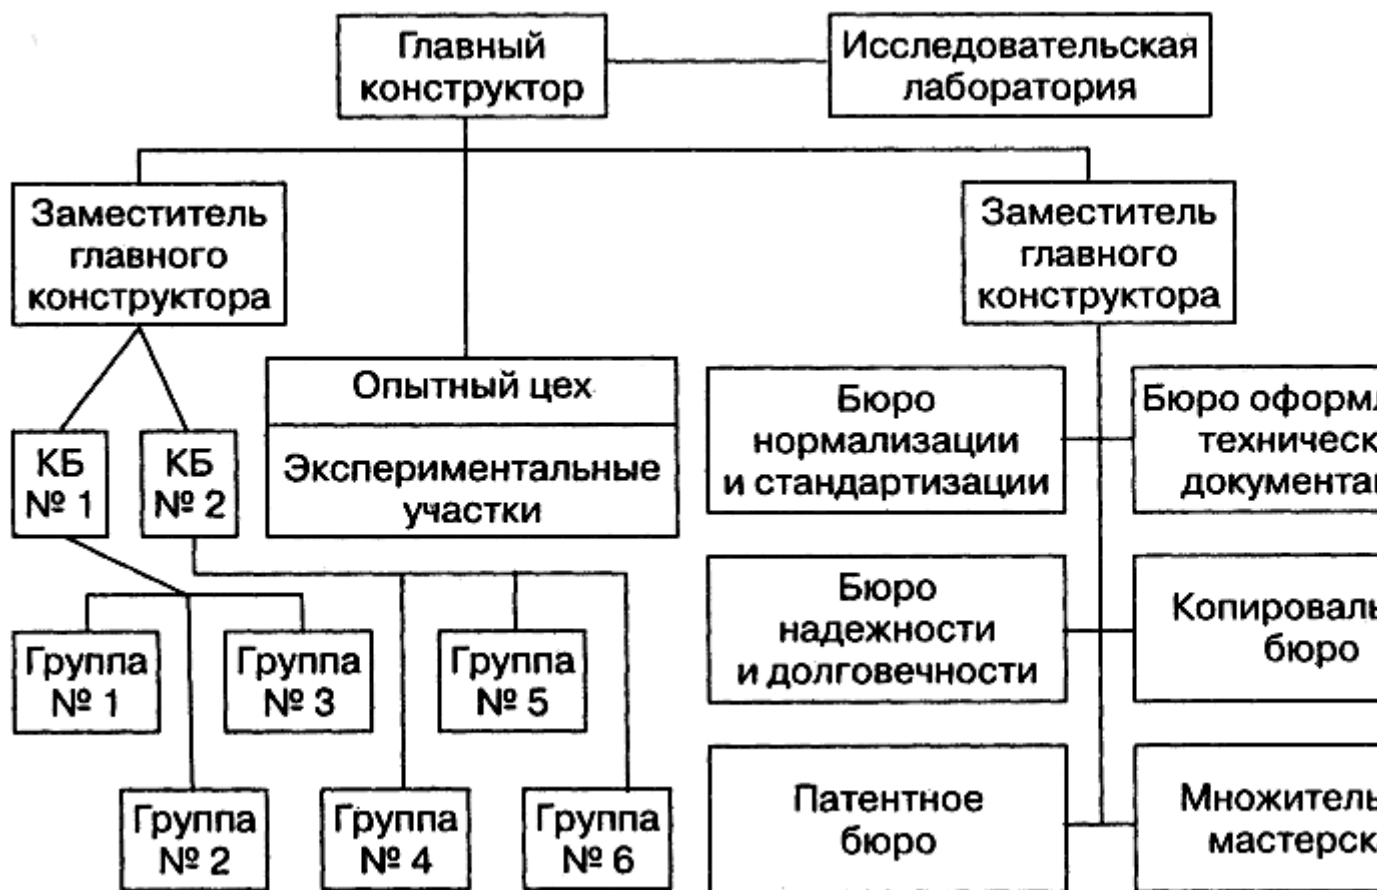 Главный
конструктор
Исследовательская
лаборатория
Заместитель
главного
конструктора
Заместитель
главного
конструктора
Опытный цех
Экспериментальные
участки
КБ
№ 1
КБ
№ 2
Группа
№ 1
Группа
№ 3
Группа
№ 5
Группа
№ 2
Группа
№ 4
Группа
№ 6
Бюро
нормализации
и стандартизации
Бюро
надежности
и долговечности
Патентное
бюро
Бюро
бюро